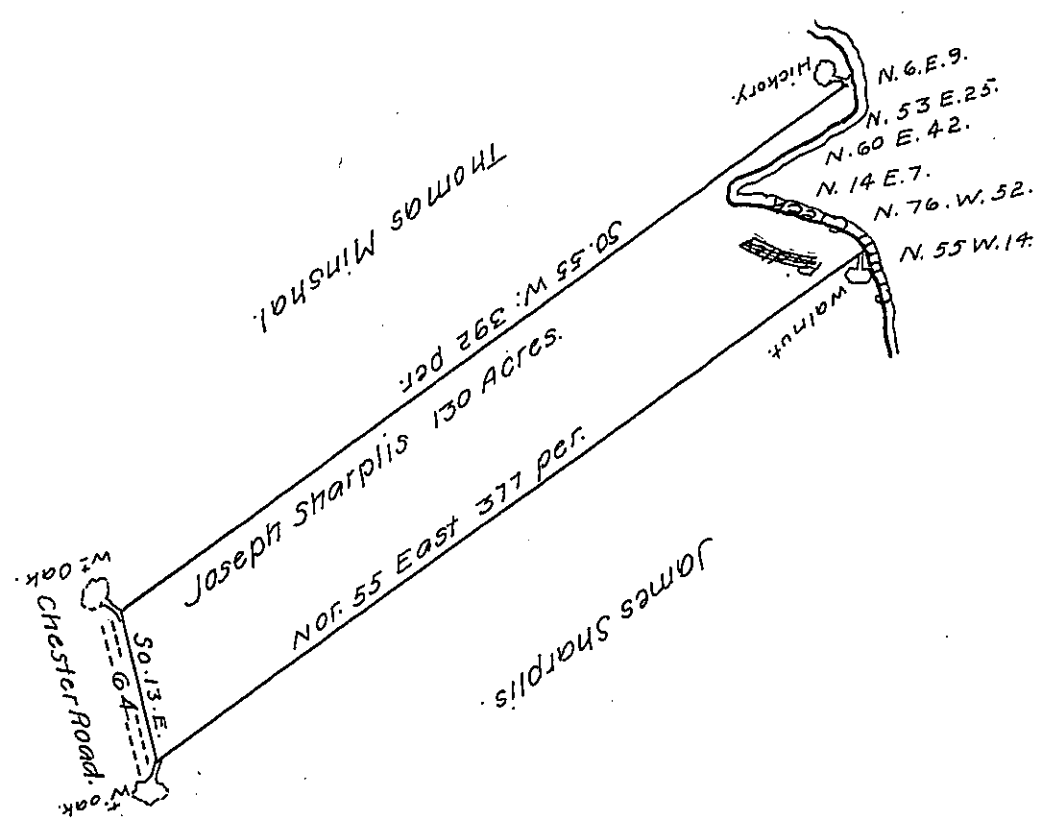 Hickory.
N. 6. E. 9.
N. 53 E. 25.
N. 60 E. 42.
N. 14 E. 7.
N. 76. W. 52.
N. 55 W. 14.
Thomas Minshal.
So. 55 W: 392 per.
Joseph Sharplis 130 Acres.
Walnut.
Nor. 55 East 377 per.
James Sharplis.
Wt. Oak.
Chester Road.
So. 13. E.
64
Wt. oak.